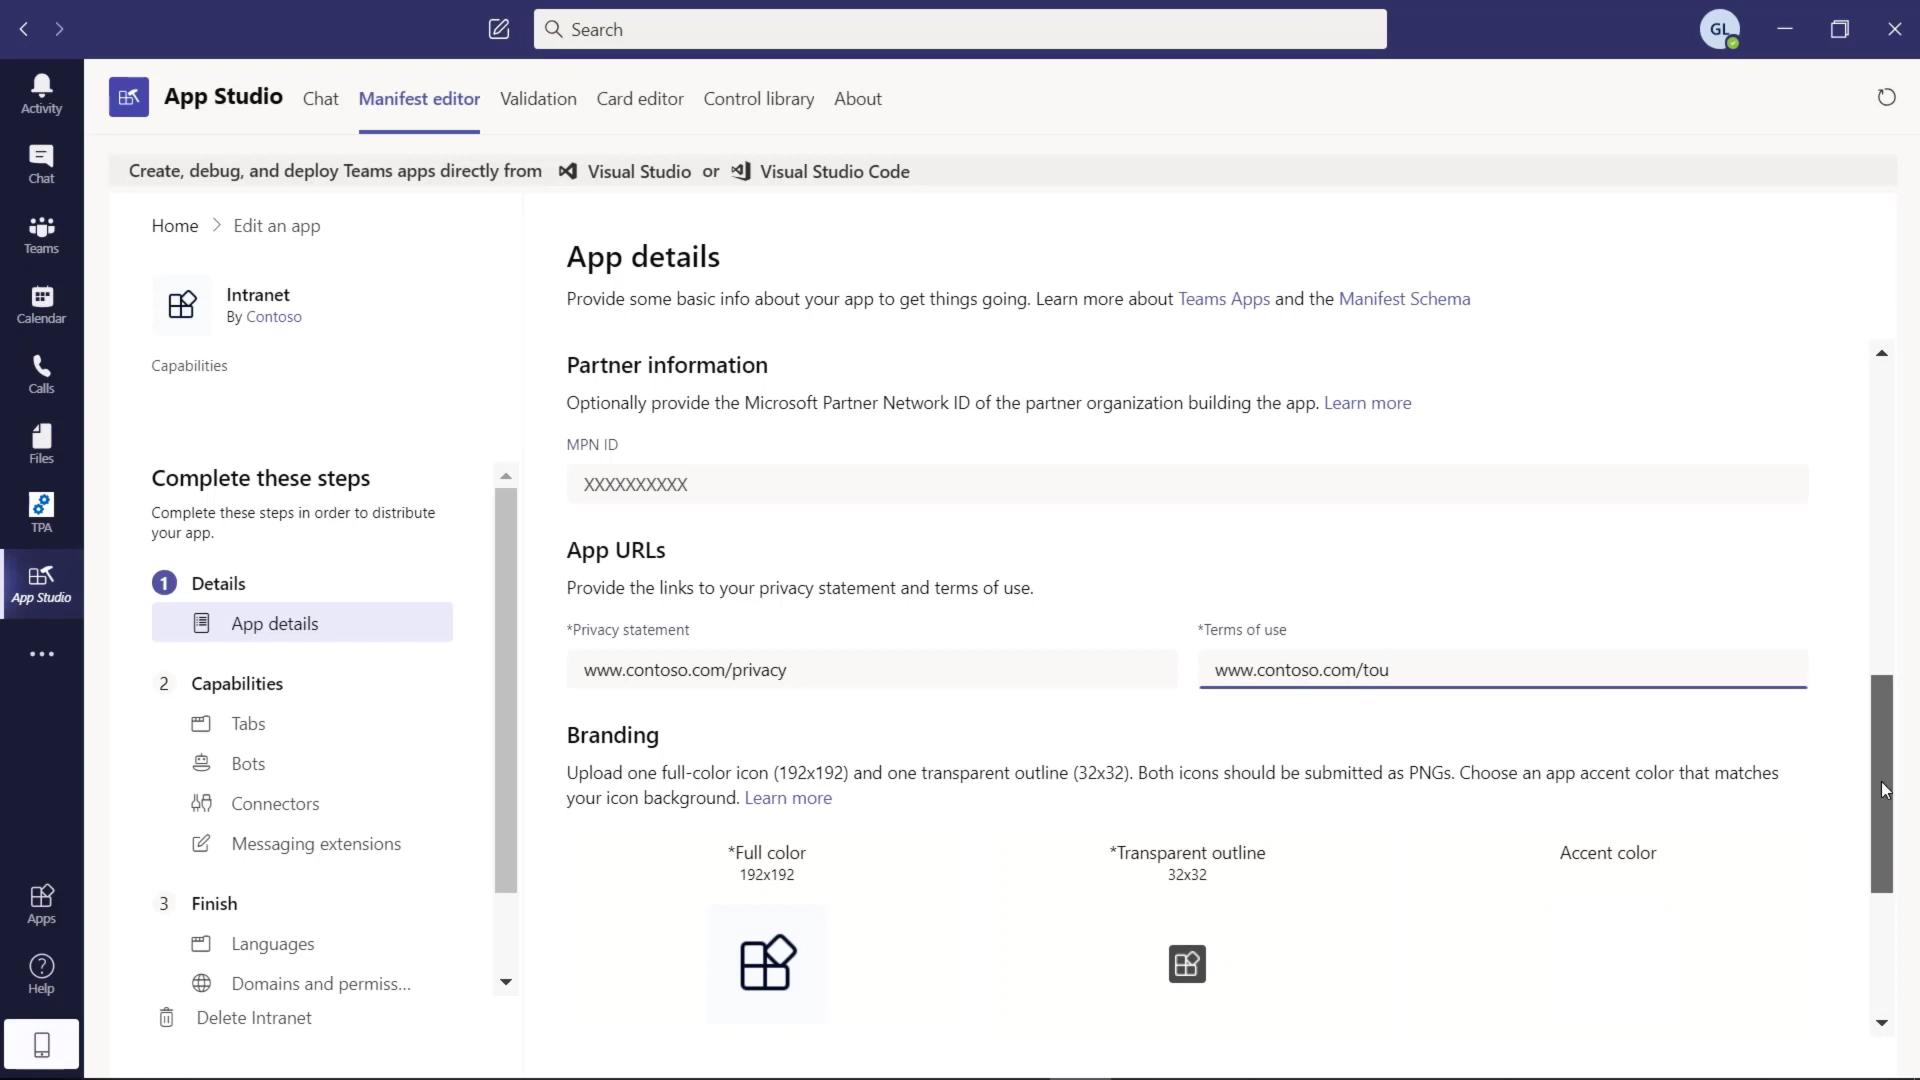 Search
GL
Activity
Chat
Teams
Calendar
Calls
Files
TPA
App Studio
Apps
Help
App Studio
Chat
Manifest editor
Validation
Card editor
Control library
About
Create, debug, and deploy Teams apps directly from Visual Studio or Visual Studio Code
Home > Edit an app
Intranet
By Contoso
Capabilities
Complete these steps
Complete these steps in order to distribute
your app.
1 Details
App details
2 Capabilities
Tabs
Bots
Connectors
Messaging extensions
3 Finish
Languages
Domains and permiss...
Delete Intranet
App details
Provide some basic info about your app to get things going. Learn more about Teams Apps and the Manifest Schema
Partner information
Optionally provide the Microsoft Partner Network ID of the partner organization building the app. Learn more
MPN ID
XXXXXXXXXX
App URLs
Provide the links to your privacy statement and terms of use.
*Privacy statement
www.contoso.com/privacy
*Terms of use
www.contoso.com/tou
Branding
Upload one full-color icon (192x192) and one transparent outline (32x32). Both icons should be submitted as PNGs. Choose an app accent color that matches
your icon background. Learn more
*Full color
192x192
*Transparent outline
32x32
Accent color